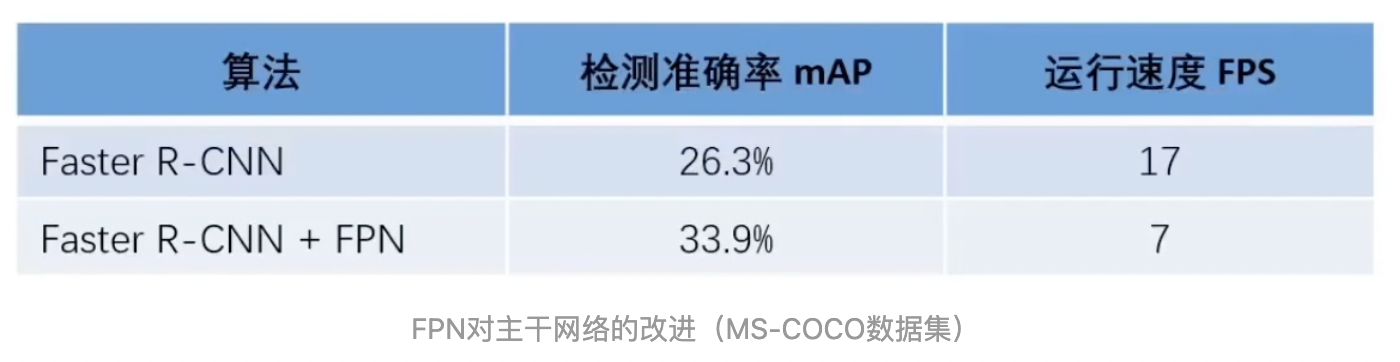 算法 检测准确率 mAP 运行速度 FPS
Faster R-CNN 26.3% 17
Faster R-CNN + FPN 33.9% 7
FPN对主干网络的改进（MS-COCO数据集）